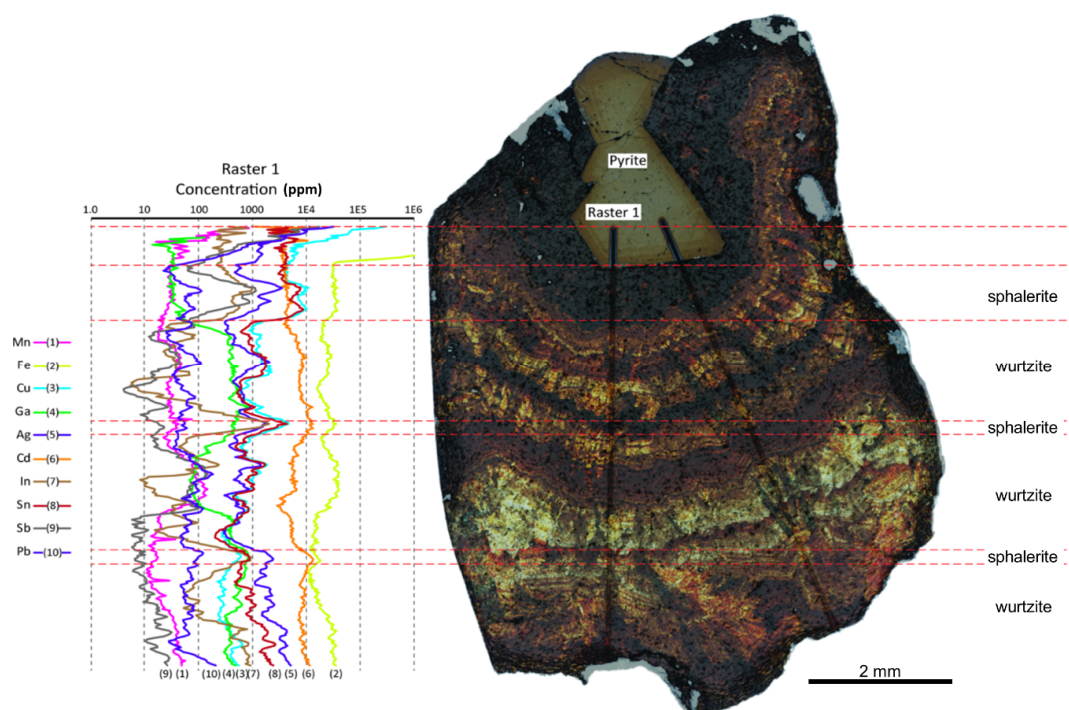 Raster 1
Concentration (ppm)
1.0 10 100 1000 1E4 1E5 1E6
Pyrite
Raster 1
sphalerite
wurtzite
sphalerite
wurtzite
sphalerite
wurtzite
Mn (1)
Fe (2)
Cu (3)
Ga (4)
Ag (5)
Cd (6)
In (7)
Sn (8)
Sb (9)
Pb (10)
(9) (1) (10) (4) (3) (7) (8) (5) (6) (2)
2 mm